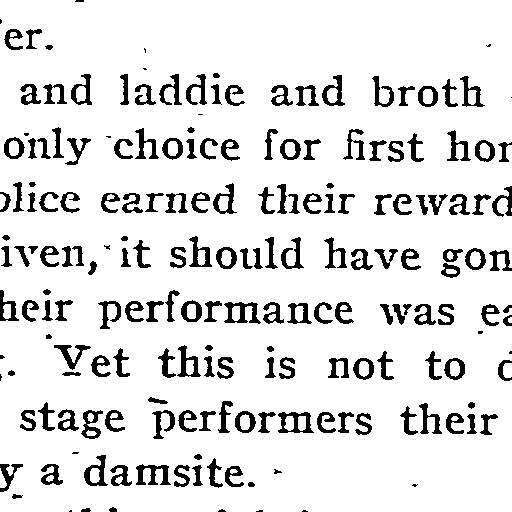 er.
and laddie and broth
only choice for first hon
olice earned their reward
iven, it should have gon
heir performance was ea
g. Yet this is not to d
stage performers their
y a damsite.